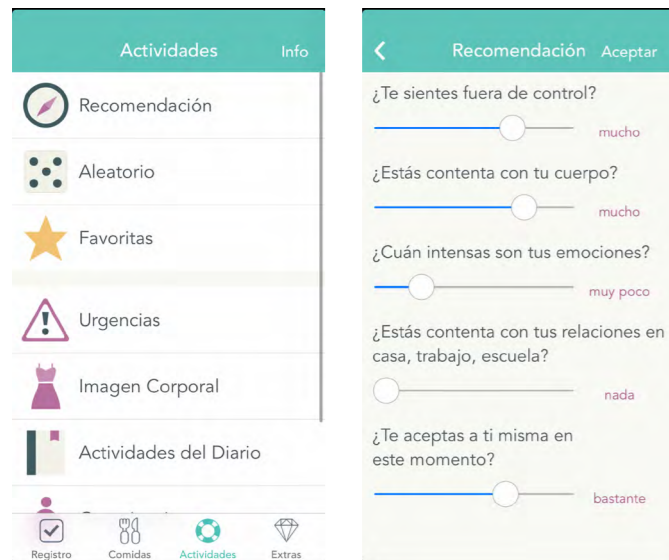 Actividades
Info
Recomendación
Aleatorio
Favoritas
Urgencias
Imagen Corporal
Actividades del Diario
Registro
Comidas
Actividades
Extras
Recomendación
Aceptar
¿Te sientes fuera de control?
mucho
¿Estás contenta con tu cuerpo?
mucho
¿Cuán intensas son tus emociones?
muy poco
¿Estás contenta con tus relaciones en
casa, trabajo, escuela?
nada
¿Te aceptas a ti misma en
este momento?
bastante